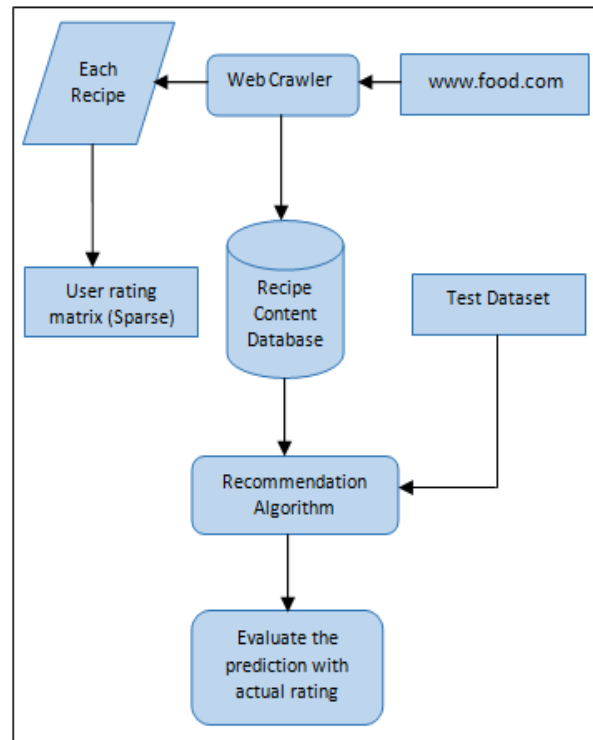 Each
Recipe
Web Crawler
www.food.com
User rating
matrix (Sparse)
Recipe
Content
Database
Test Dataset
Recommendation
Algorithm
Evaluate the
prediction with
actual rating